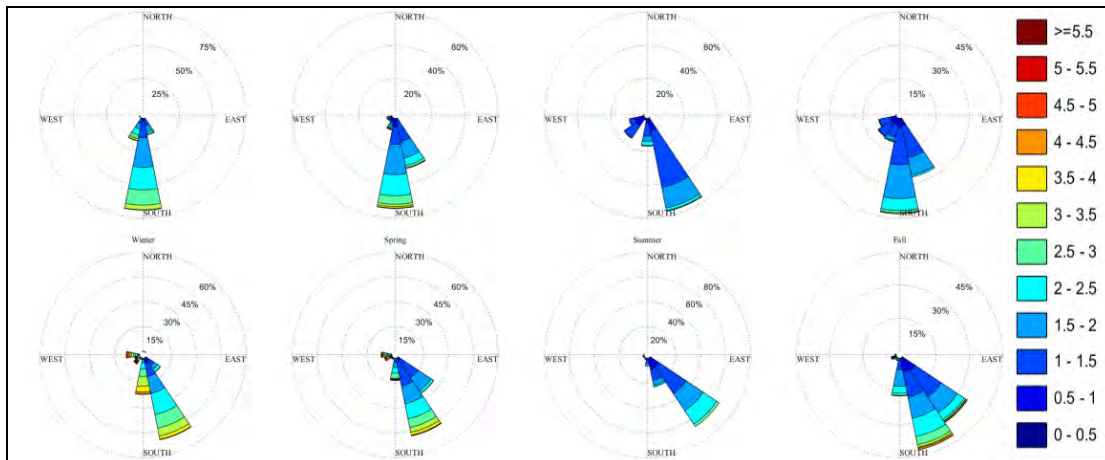 NORTH NORTH NORTH NORTH >=5.5
75% 60% 60% 45% 5 - 5.5
50% 40% 40% 30% 4.5 - 5
25% 20% 20% 15% 4 - 4.5
WEST EAST WEST EAST WEST EAST WEST EAST
3.5 - 4
3 - 3.5
SOUTH SOUTH SOUTH SOUTH
Winter Spring Summer Fall 2.5 - 3
NORTH NORTH NORTH NORTH
60% 60% 80% 45% 2 - 2.5
45% 45% 60% 30% 1.5 - 2
30% 30% 40%
15% 15% 20% 15%
WEST EAST WEST EAST WEST EAST WEST EAST 1 - 1.5
0.5 - 1
0 - 0.5
SOUTH SOUTH SOUTH SOUTH